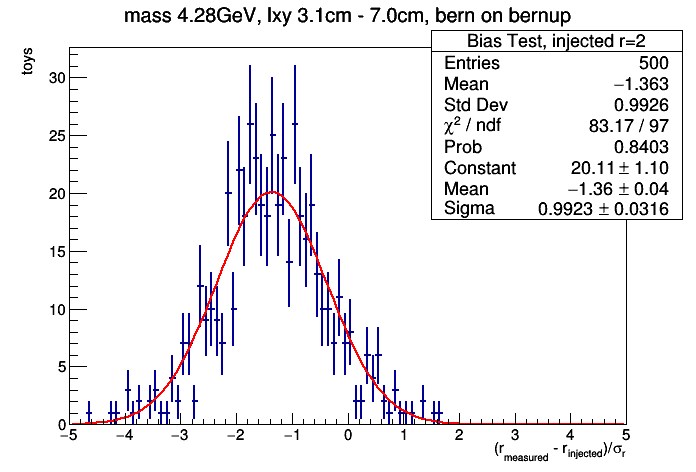 mass 4.28GeV, lxy 3.1cm - 7.0cm, bern on bernup
Bias Test, injected r=2
Entries 500
Mean −1.363
Std Dev 0.9926
χ² / ndf 83.17 / 97
Prob 0.8403
Constant 20.11 ± 1.10
Mean −1.36 ± 0.04
Sigma 0.9923 ± 0.0316
toys
30
25
20
15
10
5
0
−5 −4 −3 −2 −1 0 1 2 3 4 5
(r_measured - r_injected)/σ_r